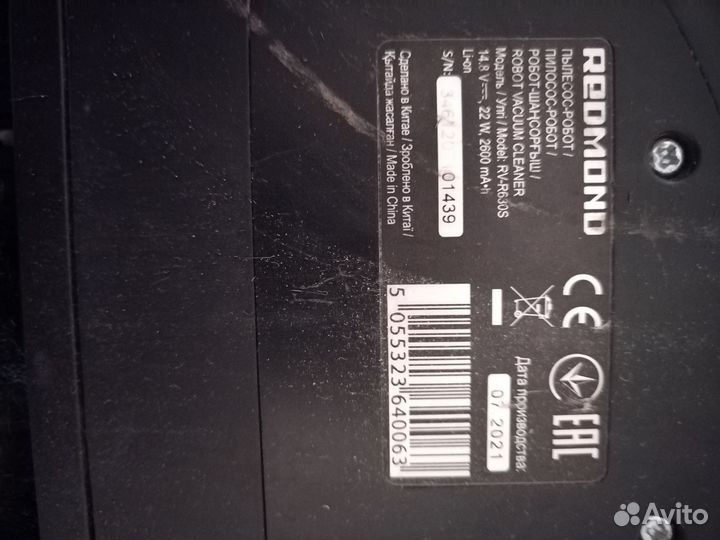 REDMOND
ПЫЛЕСОС-РОБОТ /
ПИЛОСОС-РОБОТ /
РОБОТ-ШАҢСОРҒЫШ /
ROBOT VACUUM CLEANER
Модель / Үлгі / Model: RV-R630S
14,8 V, 22 W, 2600 mA•h
Li-on
S/N: 01439
Сделано в Китае / Зроблено в Китаї /
Қытайда жасалған / Made in
China
CE
EAC
Дата производства:
07.2021
5 055323 640063
Avito